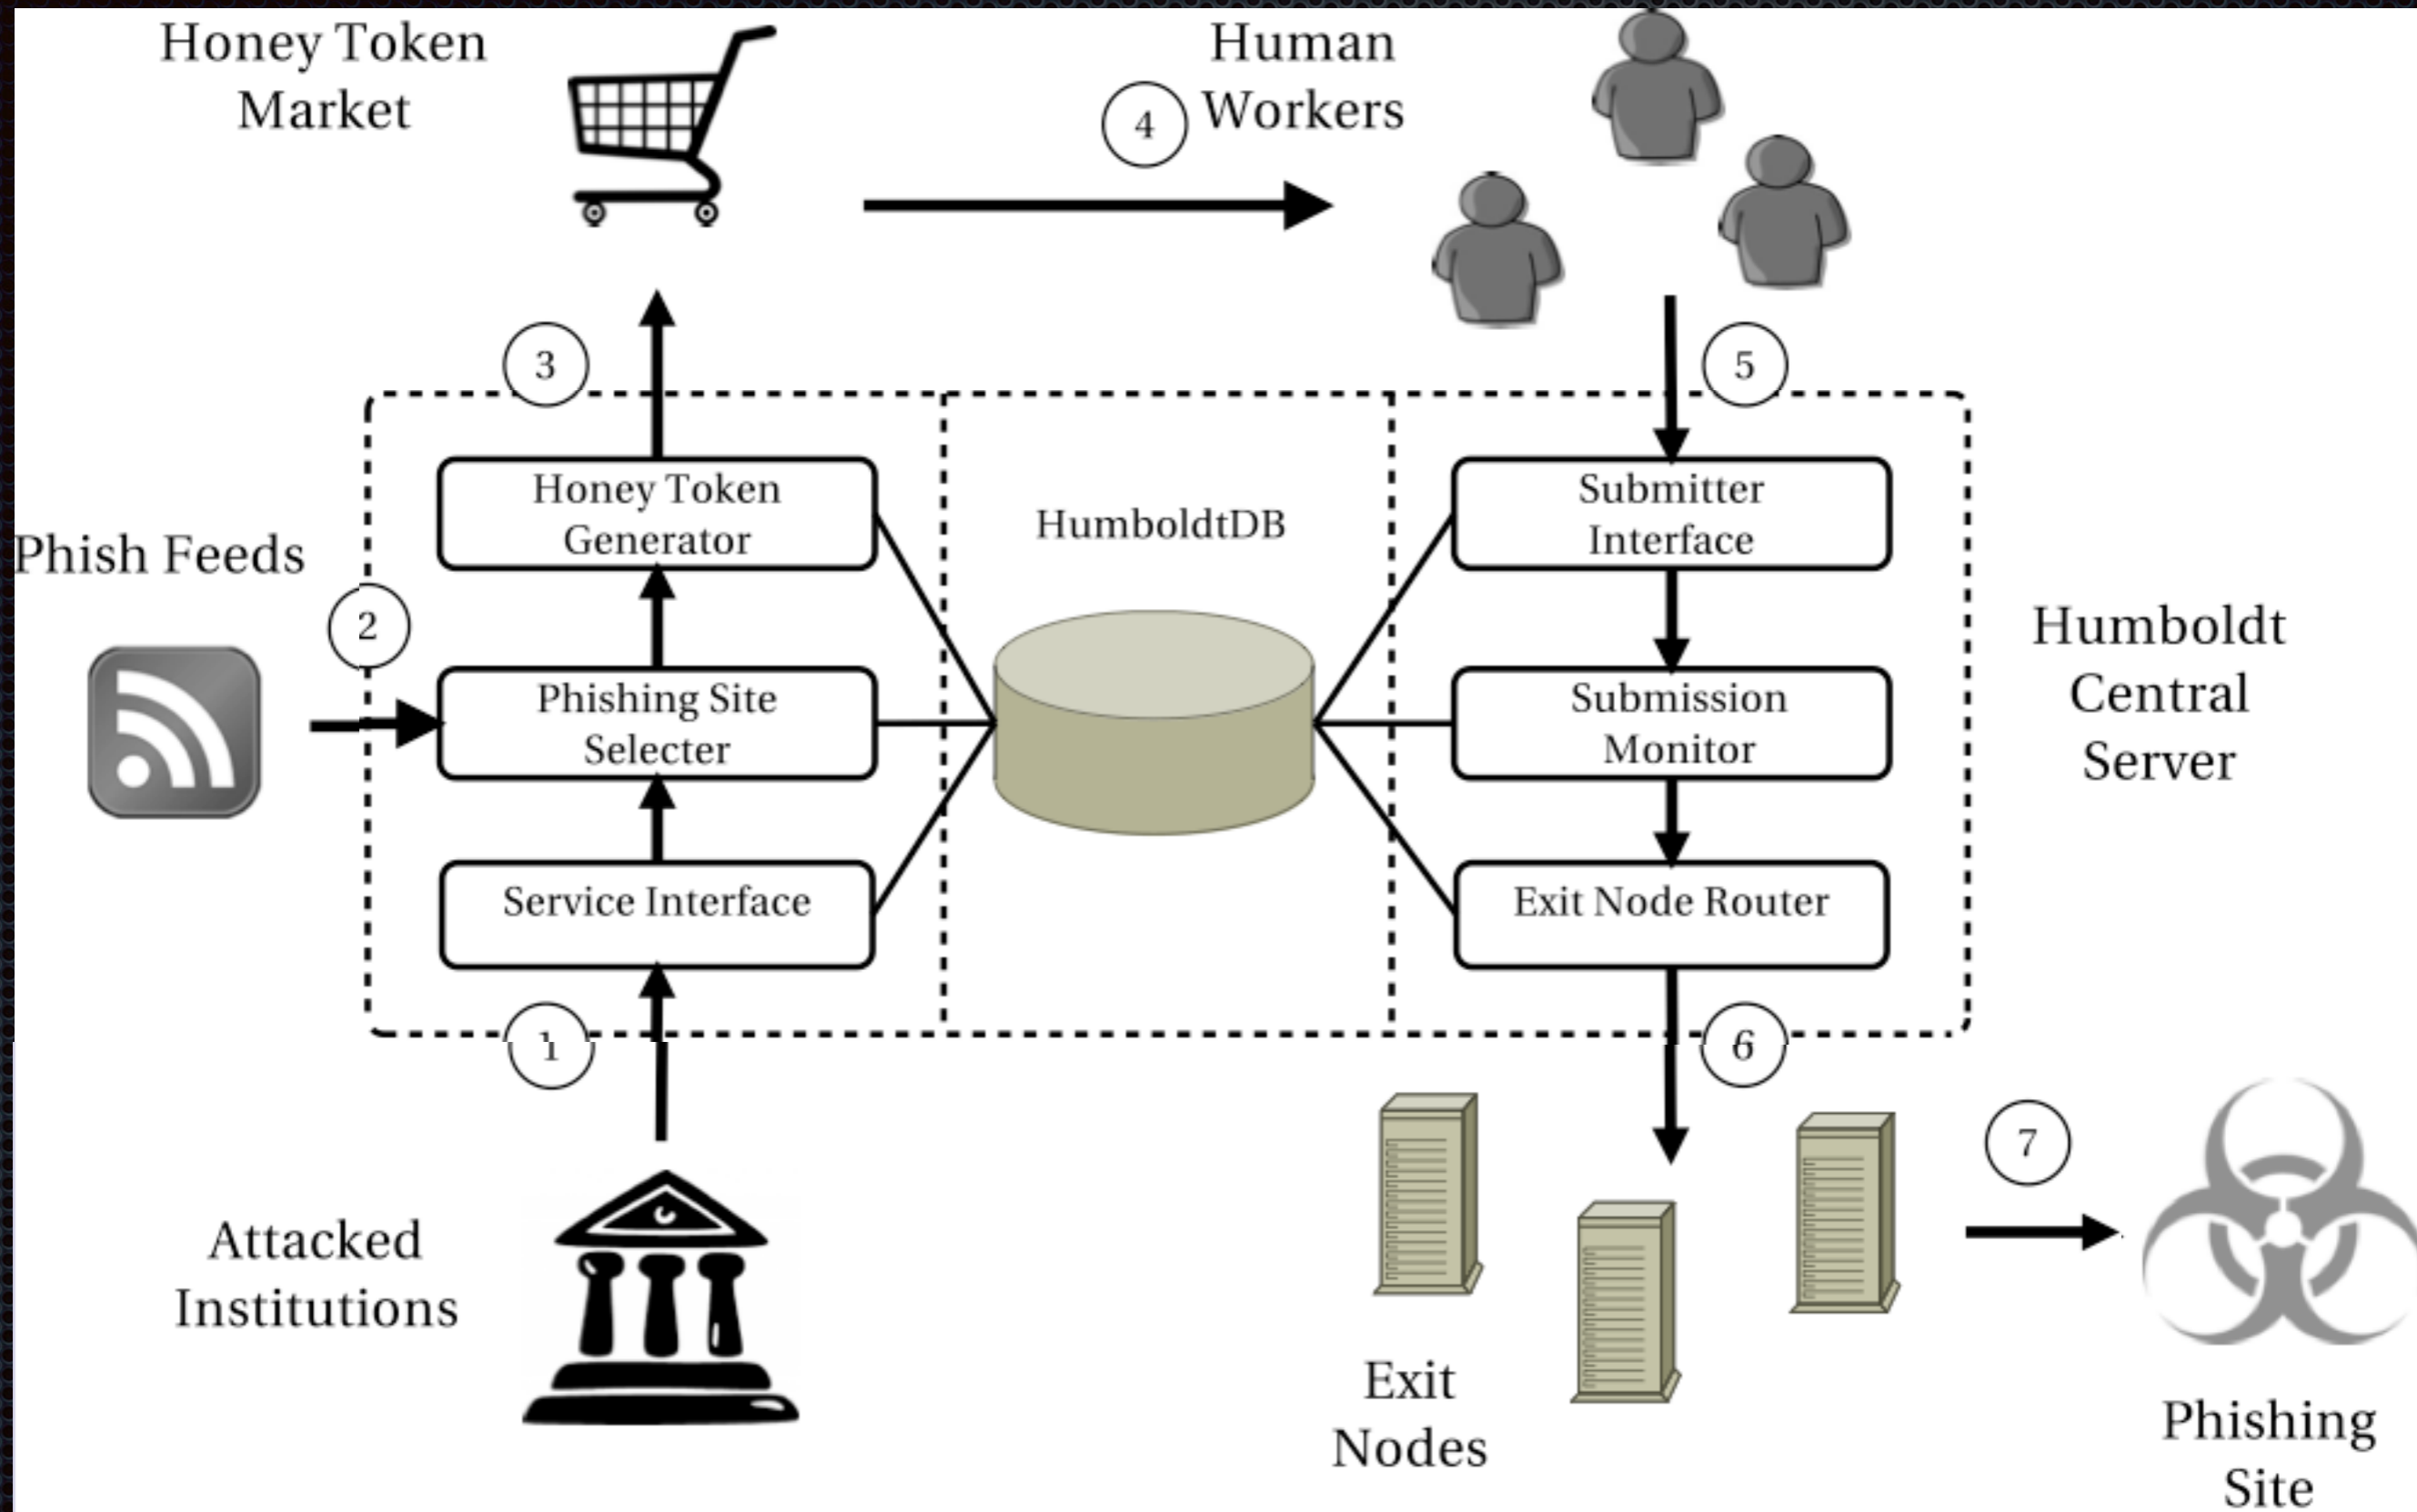 Honey Token
Market
Human
Workers
4
3
5
Honey Token
Generator
HumboldtDB
Submitter
Interface
Phish Feeds
2
Phishing Site
Selecter
Submission
Monitor
Humboldt
Central
Server
Service Interface
Exit Node Router
1
6
7
Attacked
Institutions
Exit
Nodes
Phishing
Site